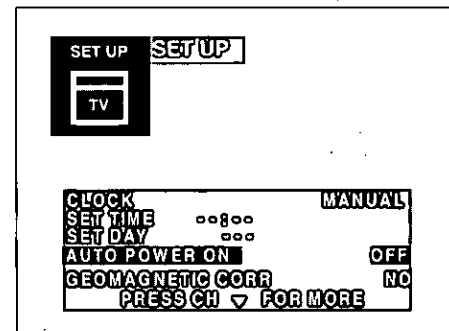 SET UP SET UP
TV
CLOCK MANUAL
SET TIME --:--
SET DAY ---
AUTO POWER ON OFF
GEOMAGNETIC CORR NO
PRESS CH ▽ FOR MORE